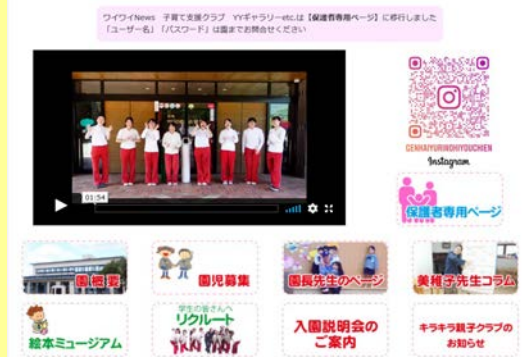 ワイワイNews 子育て支援クラブ YYギャラリーetc.は【保護者専用ページ】に移行しました
「ユーザー名」「パスワード」は園までお問合せください
01:54
GENHAIYURINOHIYOUCHIEN
Instagram
保護者専用ページ
園概要
園児募集
園長先生のページ
美稚子先生コラム
絵本ミュージアム
学生の皆さんへ
リクルート
入園説明会の
ご案内
キラキラ親子クラブの
お知らせ